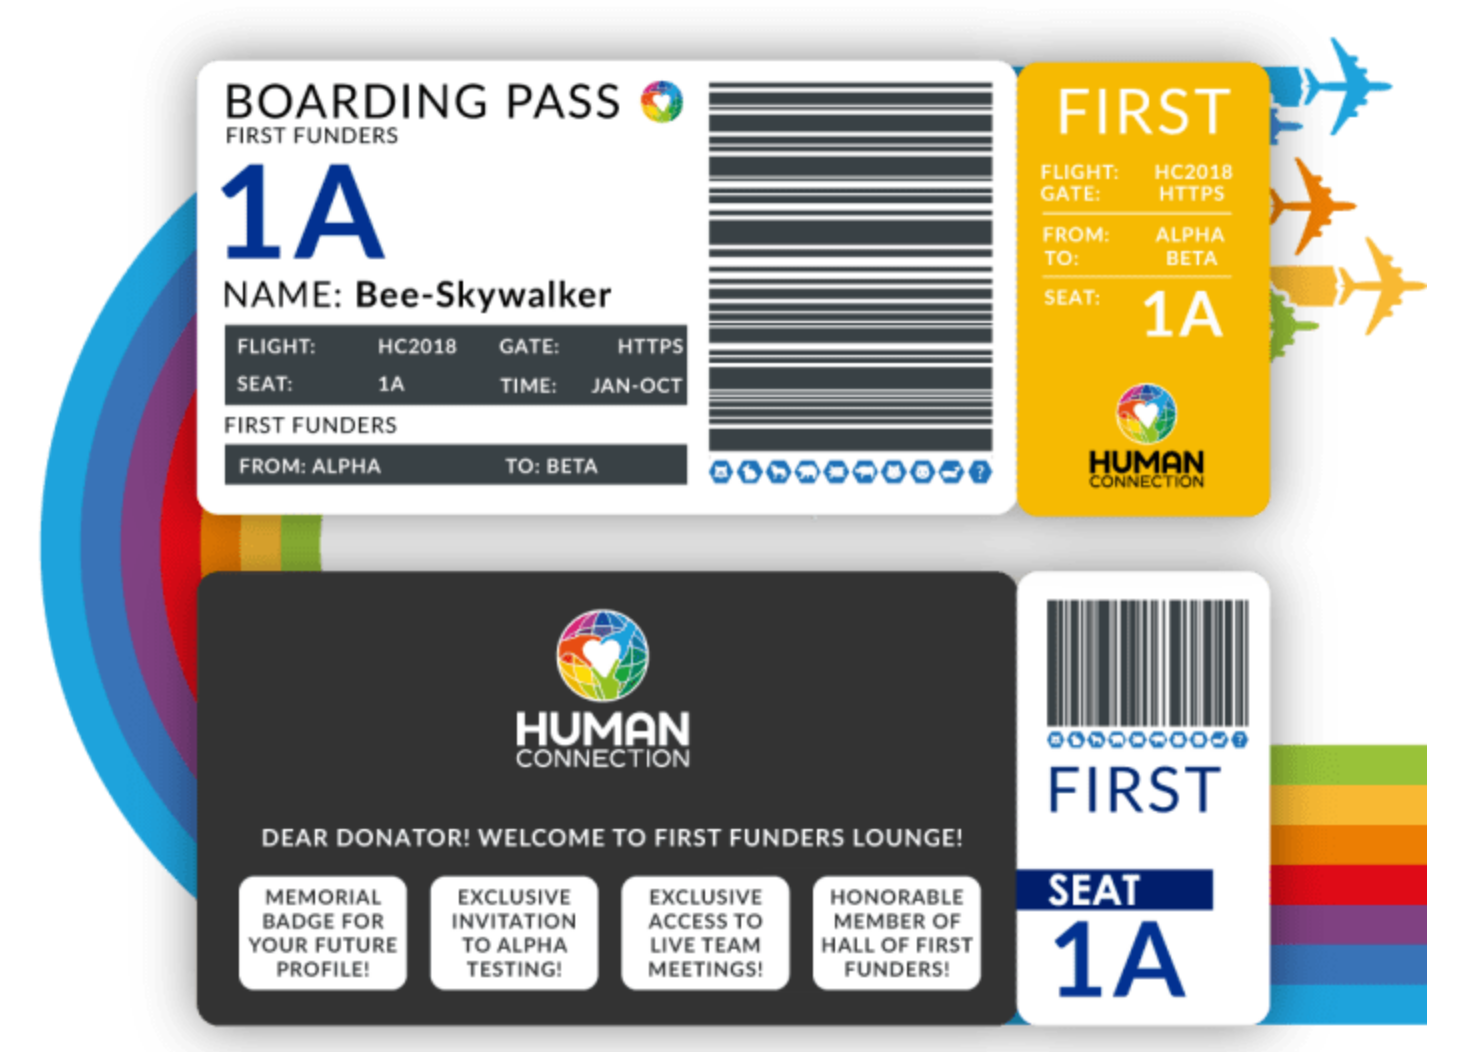 BOARDING PASS
FIRST FUNDERS
1A
NAME: Bee-Skywalker
FLIGHT: HC2018 GATE: HTTPS
SEAT: 1A TIME: JAN-OCT
FIRST FUNDERS
FROM: ALPHA TO: BETA
?
FIRST
FLIGHT: HC2018
GATE: HTTPS
FROM: ALPHA
TO: BETA
SEAT: 1A
HUMAN
CONNECTION
HUMAN
CONNECTION
DEAR DONATOR! WELCOME TO FIRST FUNDERS LOUNGE!
MEMORIAL
BADGE FOR
YOUR FUTURE
PROFILE!
EXCLUSIVE
INVITATION
TO ALPHA
TESTING!
EXCLUSIVE
ACCESS TO
LIVE TEAM
MEETINGS!
HONORABLE
MEMBER OF
HALL OF FIRST
FUNDERS!
?
FIRST
SEAT
1A